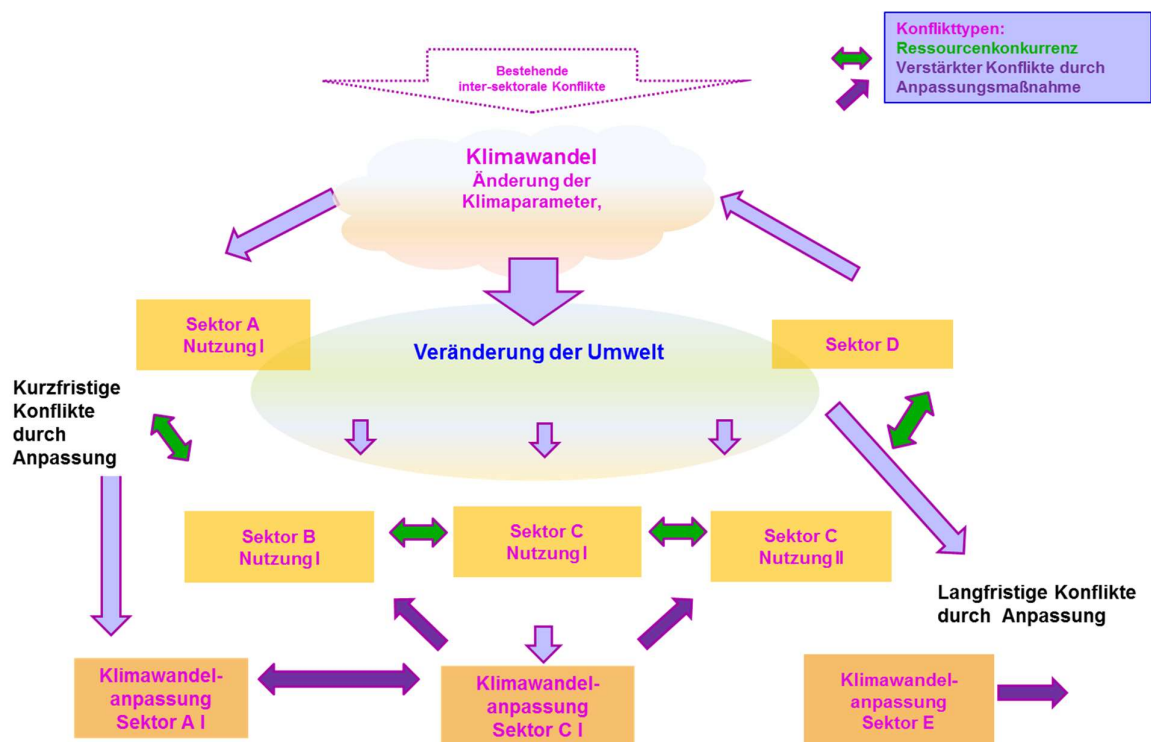 Konflikttypen:
Ressourcenkonkurrenz
Verstärkter Konflikte durch
Anpassungsmaßnahme
Bestehende
inter-sektorale Konflikte
Klimawandel
Änderung der
Klimaparameter,
Sektor A
Nutzung I
Veränderung der Umwelt
Sektor D
Kurzfristige
Konflikte
durch
Anpassung
Sektor B
Nutzung I
Sektor C
Nutzung I
Sektor C
Nutzung II
Langfristige Konflikte
durch Anpassung
Klimawandel-
anpassung
Sektor A I
Klimawandel-
anpassung
Sektor C I
Klimawandel-
anpassung
Sektor E